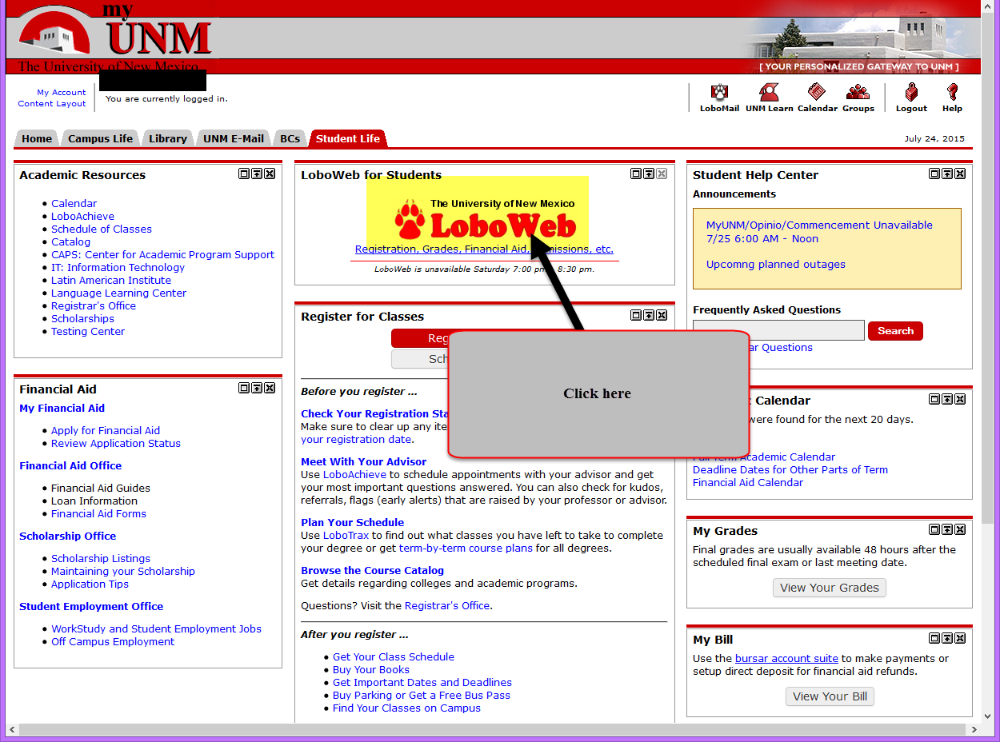 my
UNM
The University of New Mexico
[ YOUR PERSONALIZED GATEWAY TO UNM ]
My Account
Content Layout
You are currently logged in.
LoboMail UNM Learn Calendar Groups Logout Help
Home Campus Life Library UNM E-Mail BCs Student Life
July 24, 2015
Academic Resources
Calendar
LoboAchieve
Schedule of Classes
Catalog
CAPS: Center for Academic Program Support
IT: Information Technology
Latin American Institute
Language Learning Center
Registrar's Office
Scholarships
Testing Center
Financial Aid
My Financial Aid
Apply for Financial Aid
Review Application Status
Financial Aid Office
Financial Aid Guides
Loan Information
Financial Aid Forms
Scholarship Office
Scholarship Listings
Maintaining your Scholarship
Application Tips
Student Employment Office
WorkStudy and Student Employment Jobs
Off Campus Employment
LoboWeb for Students
The University of New Mexico
LoboWeb
Registration, Grades, Financial Aid, etc.
LoboWeb is unavailable Saturday 7:00 8:30 pm.
Register for Classes
Click here
Before you register ...
Check Your Registration
Make sure to clear up any
your registration date.
Meet With Your Advisor
Use LoboAchieve to schedule appointments with your advisor and get
your most important questions answered. You can also check for kudos,
referrals, flags (early alerts) that are raised by your professor or advisor.
Plan Your Schedule
Use LoboTrax to find out what classes you have left to take to complete
your degree or get term-by-term course plans for all degrees.
Browse the Course Catalog
Get details regarding colleges and academic programs.
Questions? Visit the Registrar's Office.
After you register ...
Get Your Class Schedule
Buy Your Books
Get Important Dates and Deadlines
Buy Parking or Get a Free Bus Pass
Find Your Classes on Campus
Student Help Center
Announcements
MyUNM/Opinio/Commencement Unavailable
7/25 6:00 AM - Noon
Upcomng planned outages
Frequently Asked Questions
Search
Questions
Calendar
were found for the next 20 days.
Academic Calendar
Deadline Dates for Other Parts of Term
Financial Aid Calendar
My Grades
Final grades are usually available 48 hours after the
scheduled final exam or last meeting date.
View Your Grades
My Bill
Use the bursar account suite to make payments or
setup direct deposit for financial aid refunds.
View Your Bill